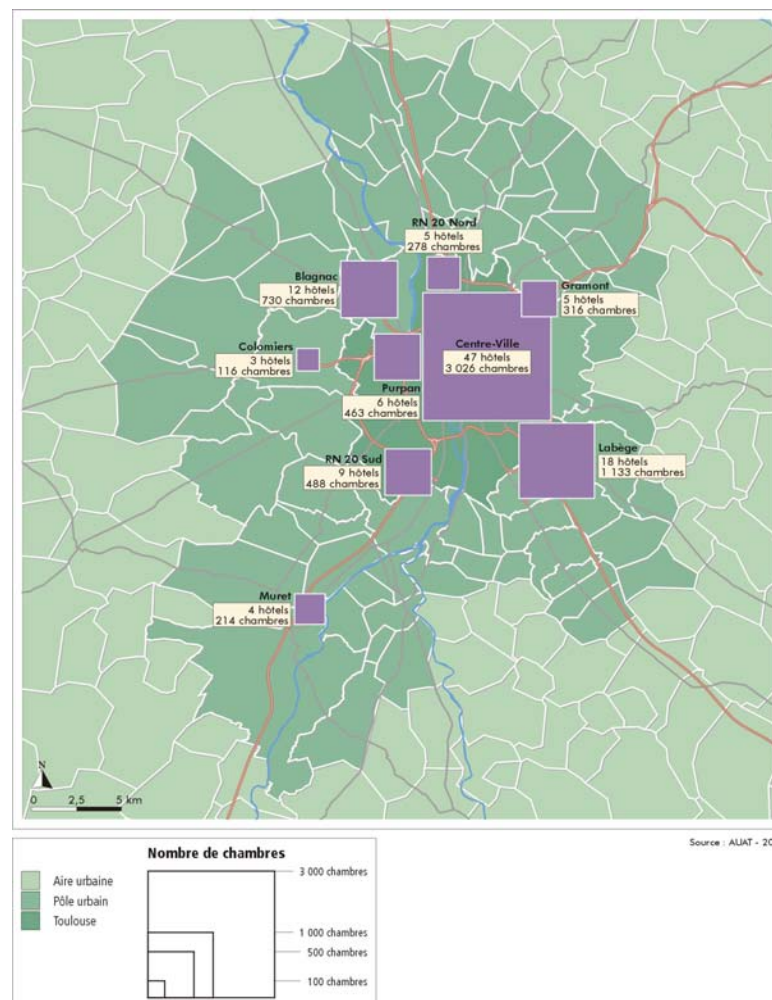 RN 20 Nord
5 hôtels
278 chambres
Blagnac
12 hôtels
730 chambres
Gramont
5 hôtels
316 chambres
Colomiers
3 hôtels
116 chambres
Centre-Ville
47 hôtels
3 026 chambres
Purpan
6 hôtels
463 chambres
RN 20 Sud
9 hôtels
488 chambres
Labège
18 hôtels
1 133 chambres
Muret
4 hôtels
214 chambres
N
0 2,5 5 km
Source : AUAT - 20
Aire urbaine
Pôle urbain
Toulouse
Nombre de chambres
3 000 chambres
1 000 chambres
500 chambres
100 chambres